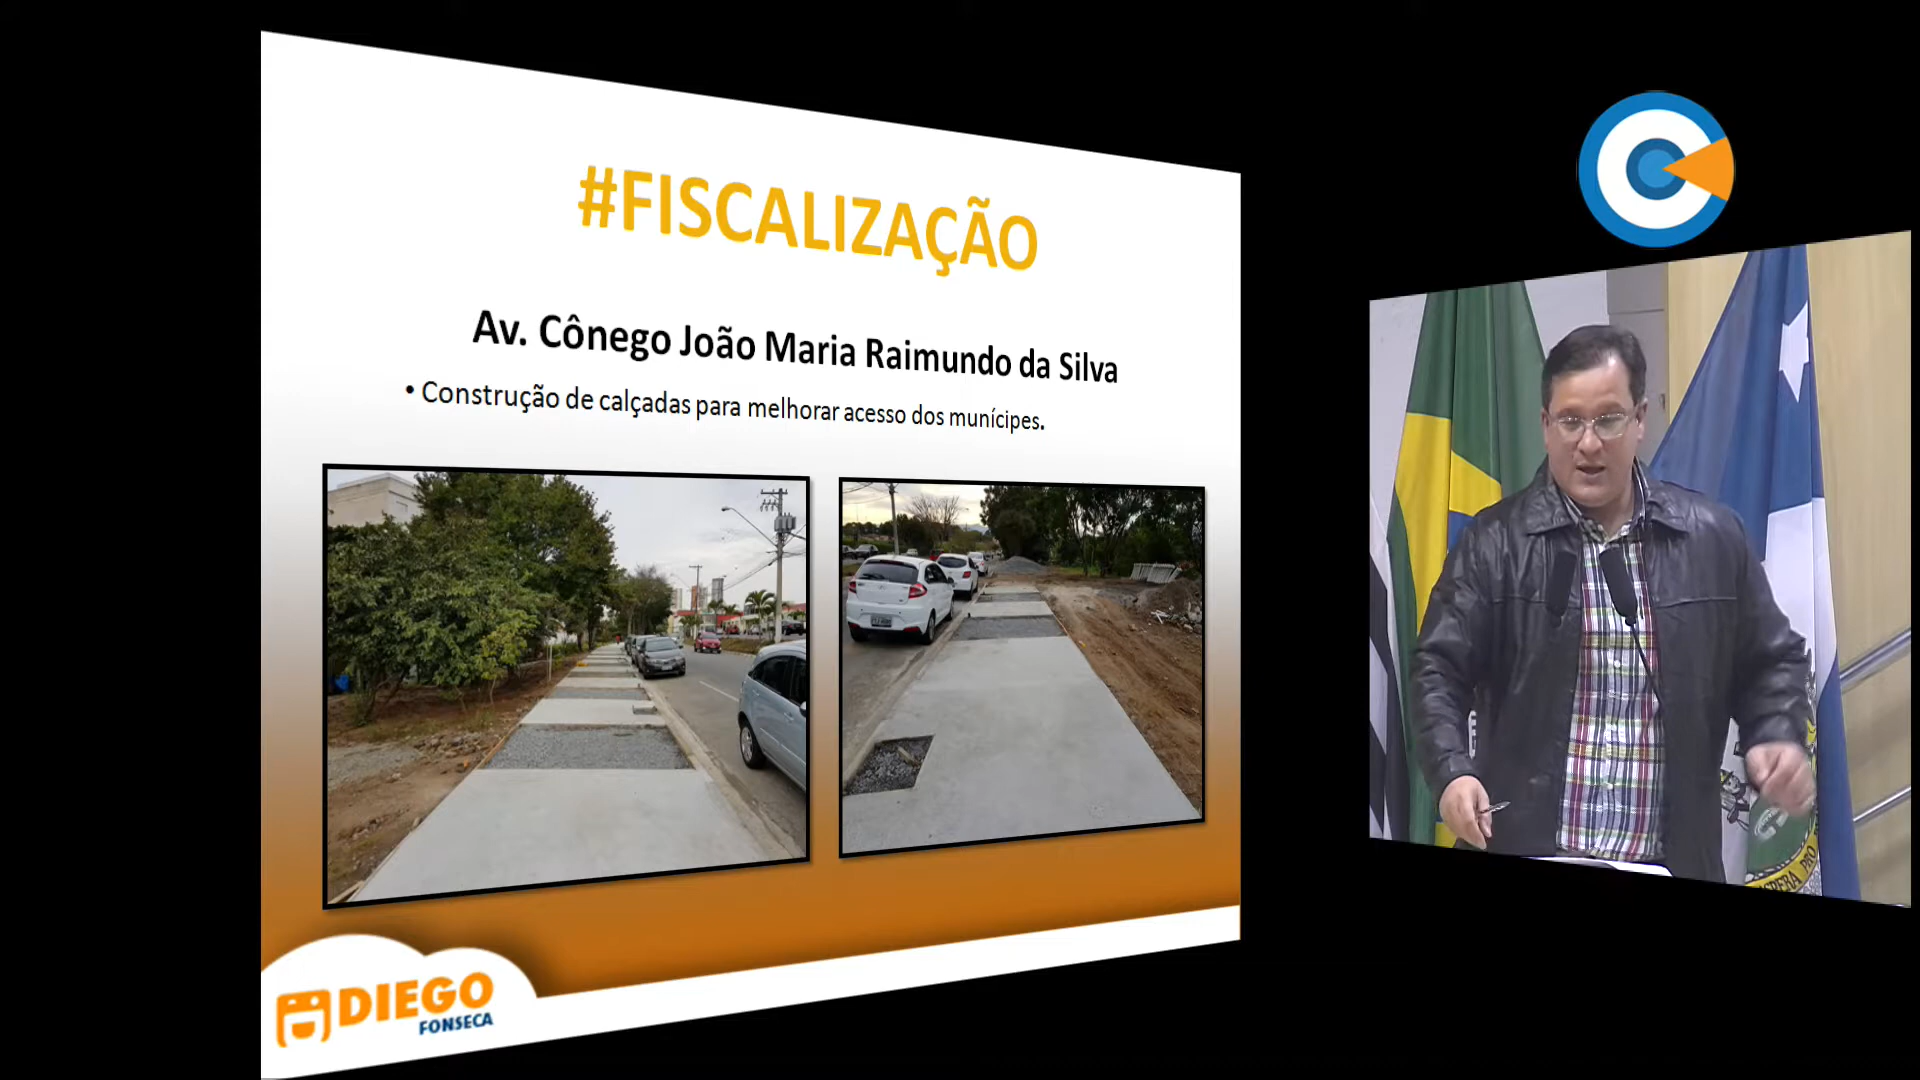 #FISCALIZAÇÃO
Av. Cônego João Maria Raimundo da Silva
• Construção de calçadas para melhorar acesso dos munícipes.
DIEGO
FONSECA